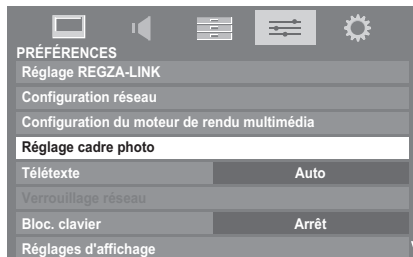 PRÉFÉRENCES
Réglage REGZA-LINK
Configuration réseau
Configuration du moteur de rendu multimédia
Réglage cadre photo
Télétexte Auto
Verrouillage réseau
Bloc. clavier Arrêt
Réglages d'affichage